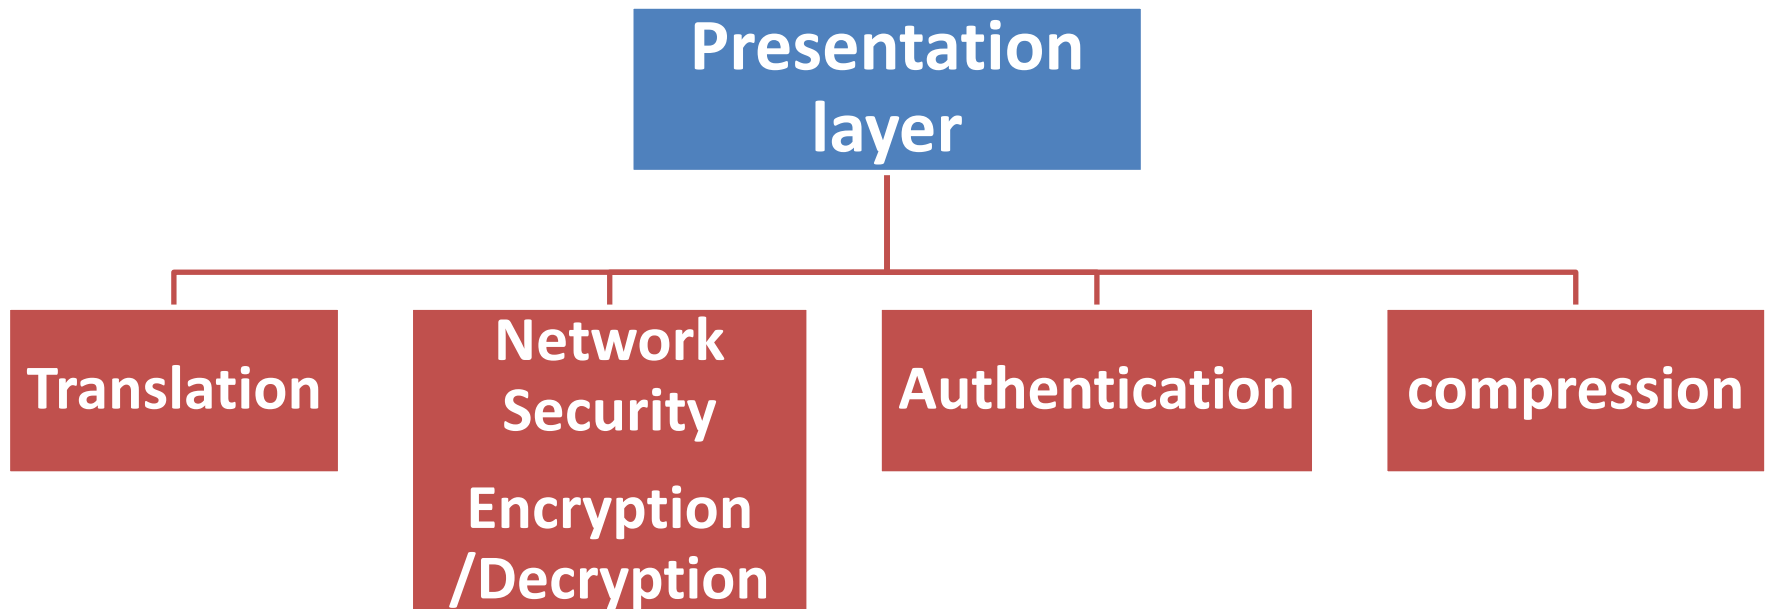 Presentation
layer
Translation
Network
Security
Encryption
/Decryption
Authentication
compression